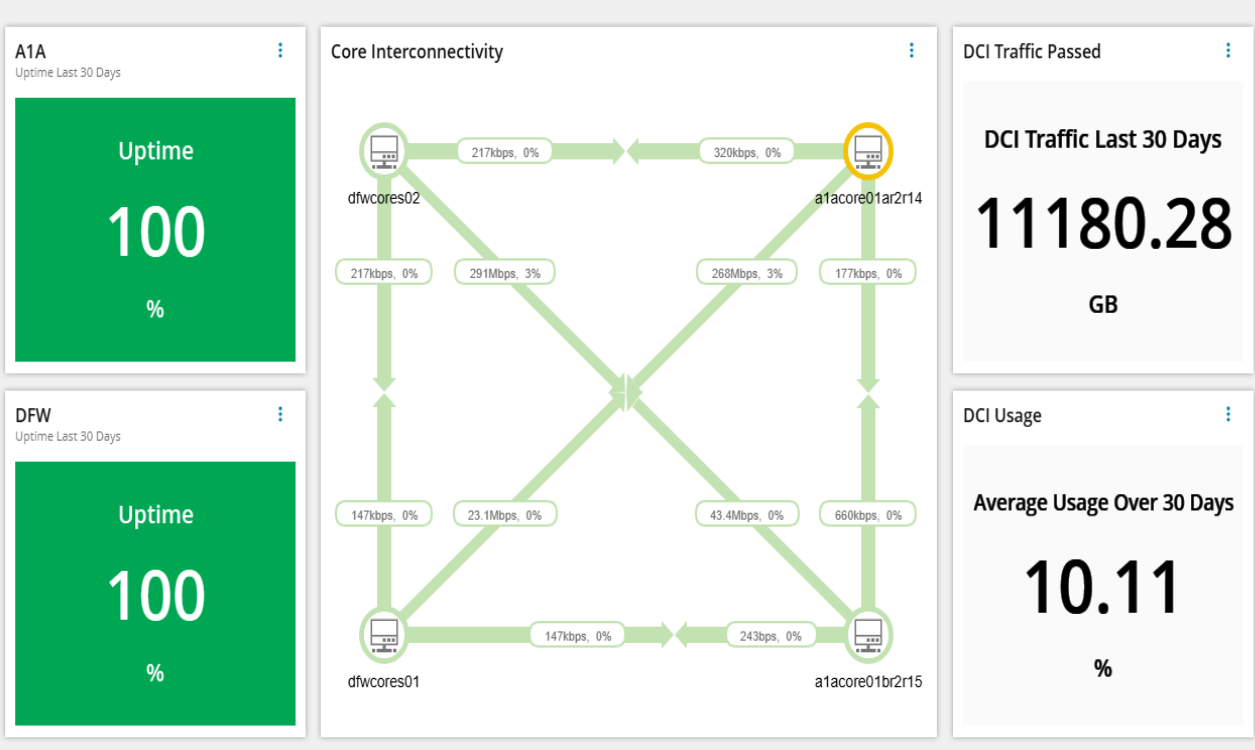 A1A
Uptime Last 30 Days
Uptime
100
%
DFW
Uptime Last 30 Days
Uptime
100
%
Core Interconnectivity
217kbps, 0%
320kbps, 0%
dfwcores02
a1acore01ar2r14
217kbps, 0%
291Mbps, 3%
268Mbps, 3%
177kbps, 0%
147kbps, 0%
23.1Mbps, 0%
43.4Mbps, 0%
660kbps, 0%
147kbps, 0%
243bps, 0%
dfwcores01
a1acore01br2r15
DCI Traffic Passed
DCI Traffic Last 30 Days
11180.28
GB
DCI Usage
Average Usage Over 30 Days
10.11
%